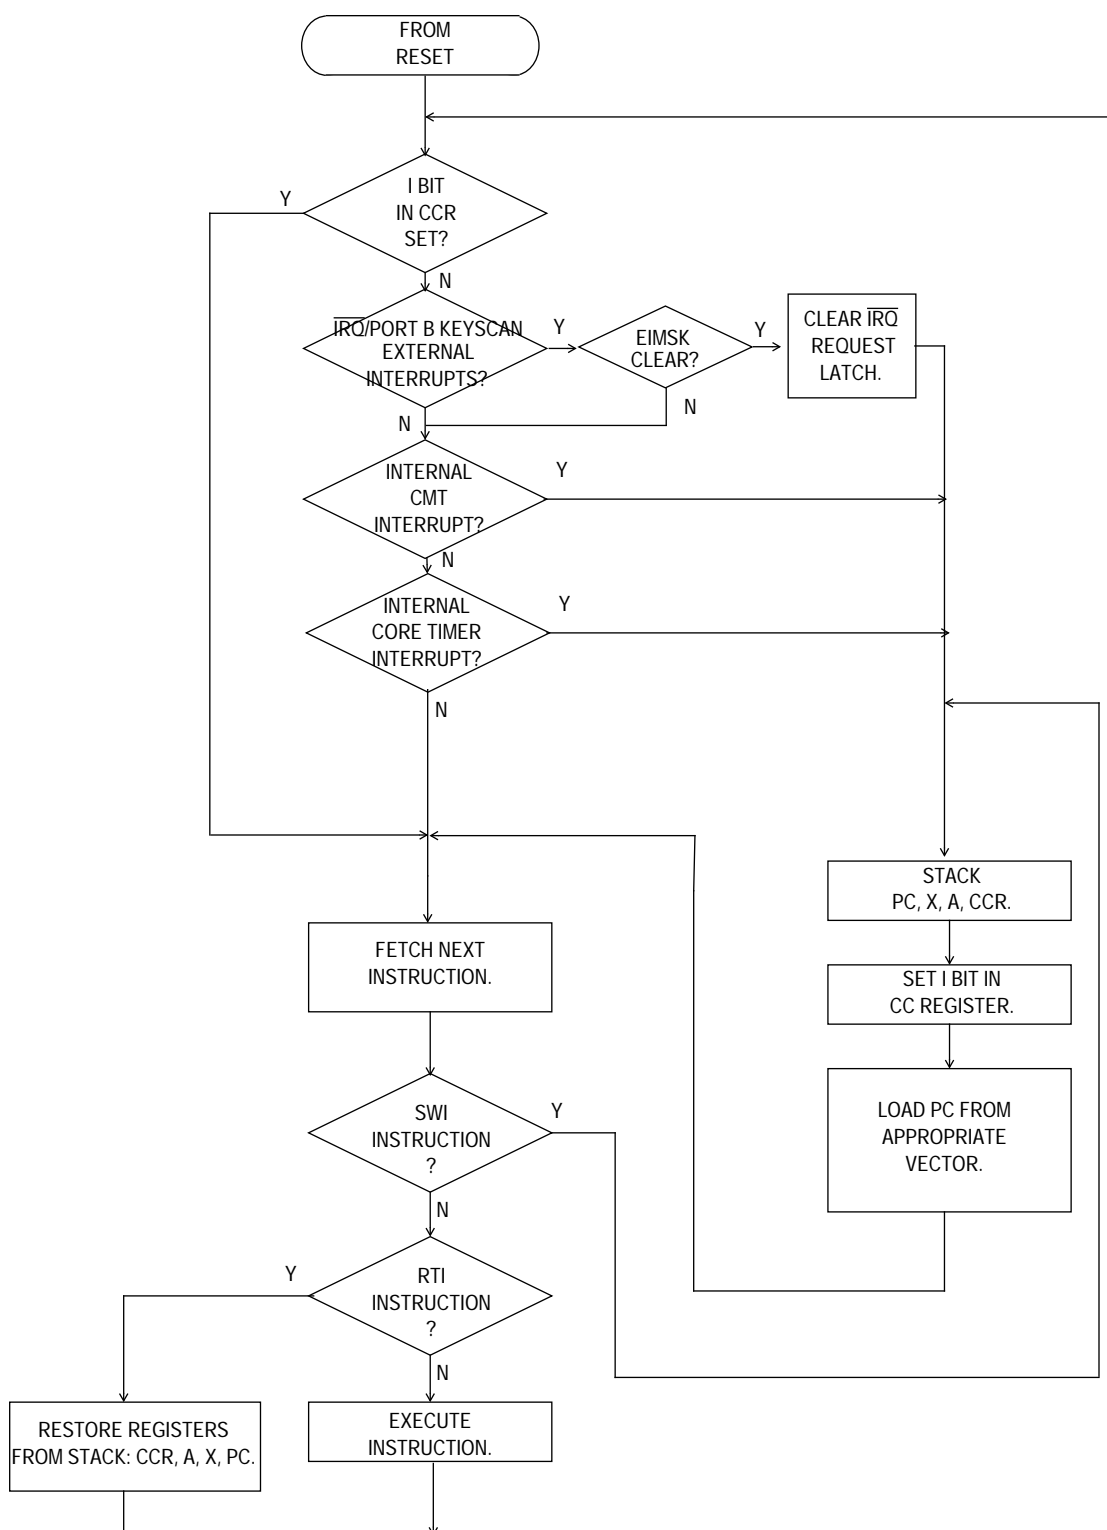 FROM
RESET
Y
I BIT
IN CCR
SET?
N
IRQ/PORT B KEYSCAN
EXTERNAL
INTERRUPTS?
Y
EIMSK
CLEAR?
Y
CLEAR IRQ
REQUEST
LATCH.
N
N
INTERNAL
CMT
INTERRUPT?
Y
N
INTERNAL
CORE TIMER
INTERRUPT?
Y
N
STACK
PC, X, A, CCR.
FETCH NEXT
INSTRUCTION.
SET I BIT IN
CC REGISTER.
SWI
INSTRUCTION
?
Y
LOAD PC FROM
APPROPRIATE
VECTOR.
N
Y
RTI
INSTRUCTION
?
N
RESTORE REGISTERS
FROM STACK: CCR, A, X, PC.
EXECUTE
INSTRUCTION.